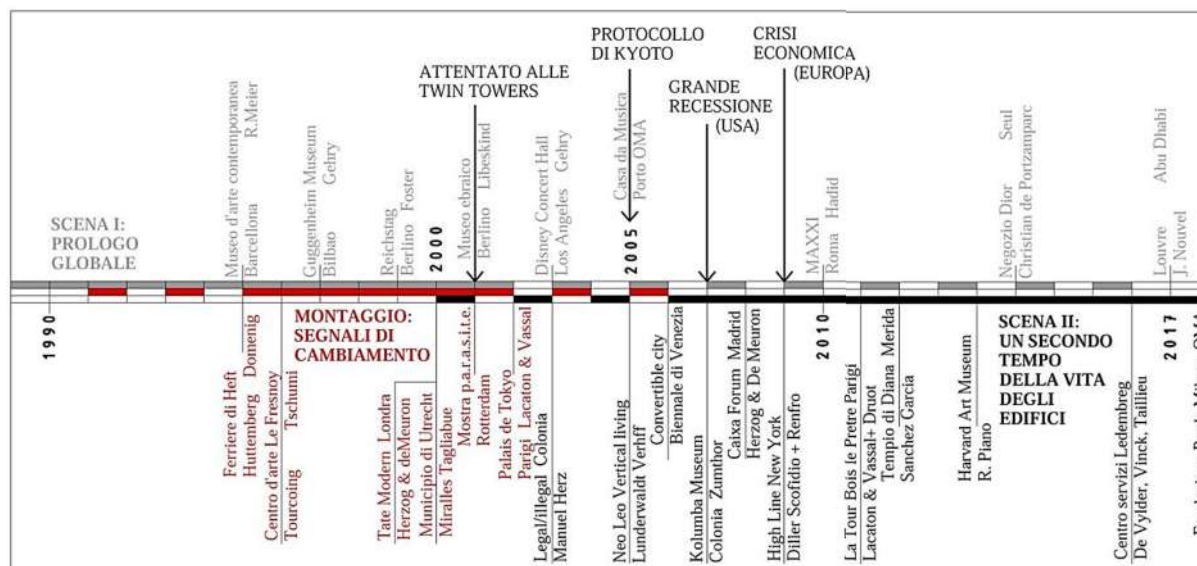 ATTENTATO ALLE
TWIN TOWERS
PROTOCOLLO
DI KYOTO
GRANDE
RECESSIONE
(USA)
CRISI
ECONOMICA
(EUROPA)
SCENA I:
PROLOGO
GLOBALE
Museo d'arte contemporanea
Barcellona R.Meier
Guggenheim Museum
Bilbao Gehry
Reichstag
Berlino Foster
Museo ebraico
Berlino Libeskind
Disney Concert Hall
Los Angeles Gehry
Casa da Musica
Porto OMA
MAXXI
Roma Hadid
Negozio Dior Seul
Christian de Portzamparc
Louvre Abu Dhabi
J. Nouvel
1990
2000
2005
2010
2017
MONTAGGIO:
SEGNALI DI
CAMBIAMENTO
Ferriere di Heft
Huttenberg Domenig
Centro d'arte Le Fresnoy
Tourcoing Tschumi
Tate Modern Londra
Herzog & deMeuron
Municipio di Utrecht
Miralles Tagliabue
Mostra p.a.r.a.s.i.t.e.
Rotterdam
Palais de Tokyo
Parigi Lacaton & Vassal
Legal/illegal Colonia
Manuel Herz
Neo Leo Vertical living
Lunderwaldt Verhff
Convertible city
Biennale di Venezia
Kolumba Museum
Colonia Zumthor
Caixa Forum Madrid
Herzog & De Meuron
High Line New York
Diller Scofidio + Renfro
La Tour Bois le Pretre Parigi
Lacaton & Vassal+ Druot
Tempio di Diana Merida
Sanchez Garcia
Harvard Art Museum
R. Piano
SCENA II:
UN SECONDO
TEMPO
DELLA VITA
DEGLI
EDIFICI
Centro servizi Ledembreg
De Vylder, Vinck, Taillieu